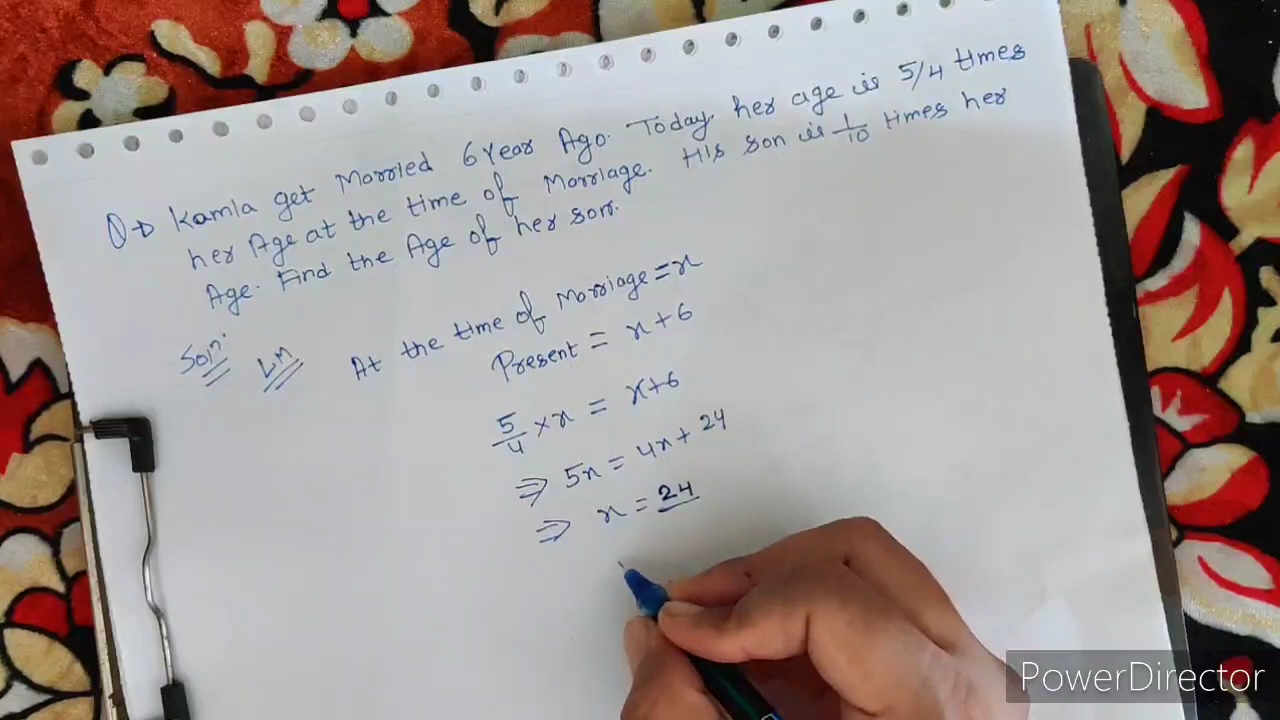 Q→ Kamla get Married 6 Year Ago. Today her age is 5/4 times
her Age at the time of Marriage. His son is 1/10 times her
Age. Find the Age of her son.
Soln. Let At the time of Marriage = x
Present = x+6
5/4 × x = x+6
⇒ 5x = 4x + 24
⇒ x = 24
PowerDirector